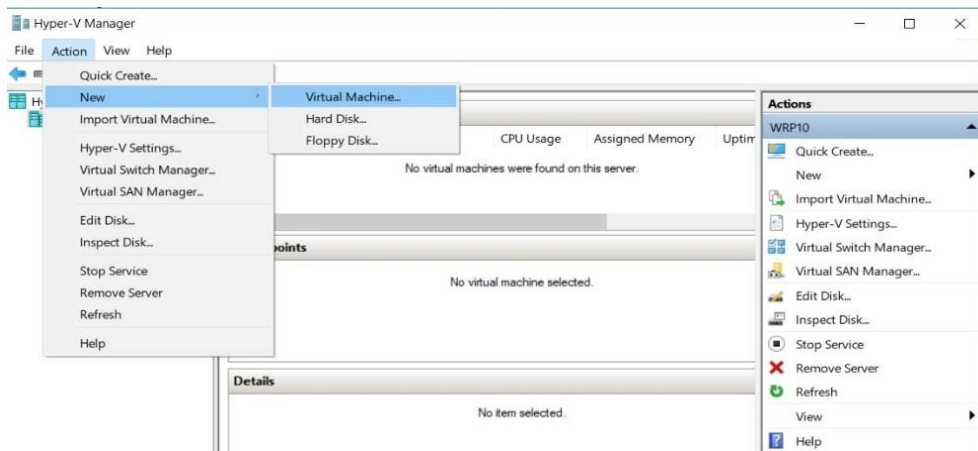 Hyper-V Manager
File Action View Help
Quick Create...
New
Import Virtual Machine...
Hyper-V Settings...
Virtual Switch Manager...
Virtual SAN Manager...
Edit Disk...
Inspect Disk...
Stop Service
Remove Server
Refresh
Help
Virtual Machine...
Hard Disk...
Floppy Disk...
CPU Usage Assigned Memory Uptim
No virtual machines were found on this server.
points
No virtual machine selected.
Details
No item selected.
Actions
WRP10
Quick Create...
New
Import Virtual Machine...
Hyper-V Settings...
Virtual Switch Manager...
Virtual SAN Manager...
Edit Disk...
Inspect Disk...
Stop Service
Remove Server
Refresh
View
Help